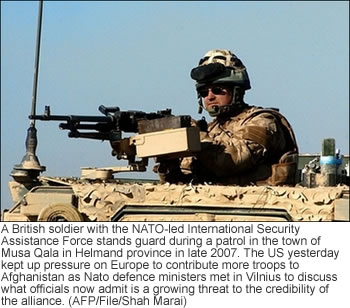 A British soldier with the NATO-led International Security
Assistance Force stands guard during a patrol in the town of
Musa Qala in Helmand province in late 2007. The US yesterday
kept up pressure on Europe to contribute more troops to
Afghanistan as Nato defence ministers met in Vilnius to discuss
what officials now admit is a growing threat to the credibility of
the alliance. (AFP/File/Shah Marai)